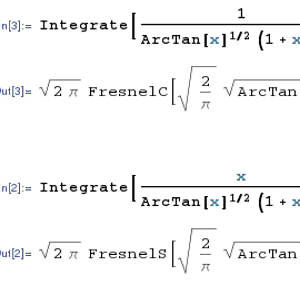 In[3]:= Integrate[ 1 / ArcTan[x]^1/2 (1 + x
Out[3]= √2 π FresnelC[√2/π √ArcTan
In[2]:= Integrate[ x / ArcTan[x]^1/2 (1 + x
Out[2]= √2 π FresnelS[√2/π √ArcTan